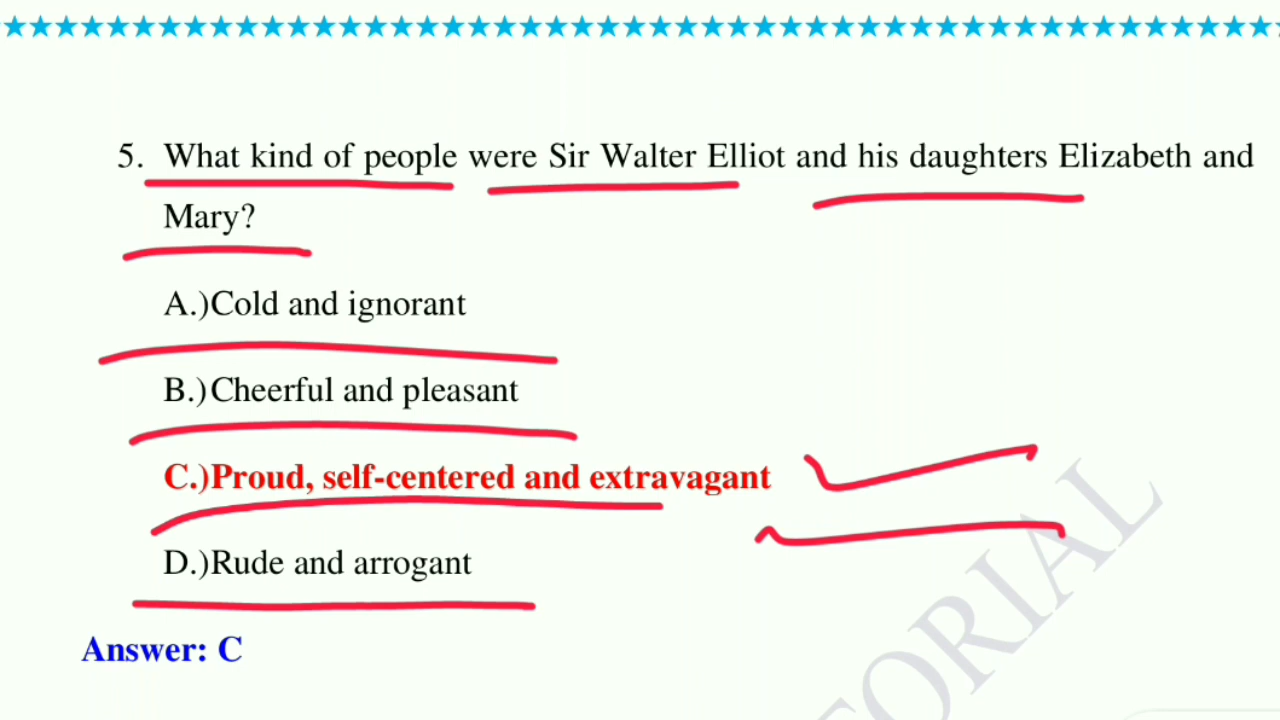 5. What kind of people were Sir Walter Elliot and his daughters Elizabeth and
Mary?
A.)Cold and ignorant
B.)Cheerful and pleasant
C.)Proud, self-centered and extravagant
D.)Rude and arrogant
Answer: C
ORIAL